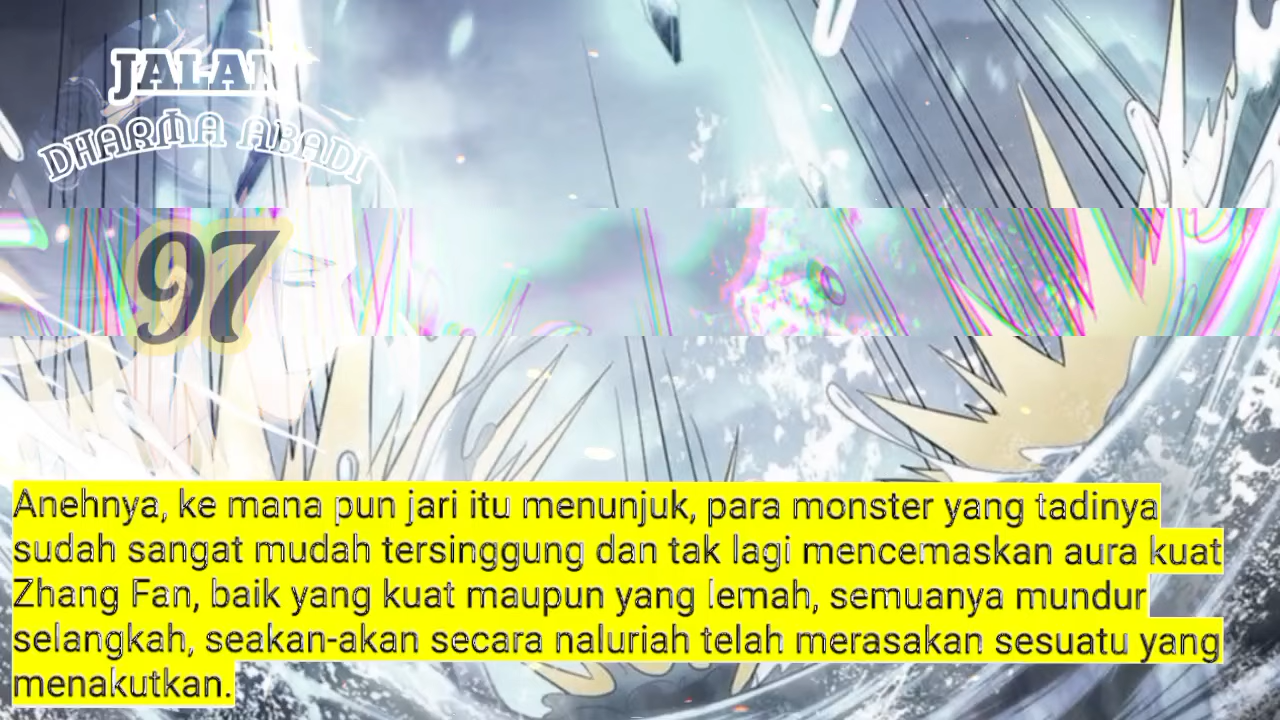 JALAN
DHARMA ABADI
97
Anehnya, ke mana pun jari itu menunjuk, para monster yang tadinya
sudah sangat mudah tersinggung dan tak lagi mencemaskan aura kuat
Zhang Fan, baik yang kuat maupun yang lemah, semuanya mundur
selangkah, seakan-akan secara naluriah telah merasakan sesuatu yang
menakutkan.